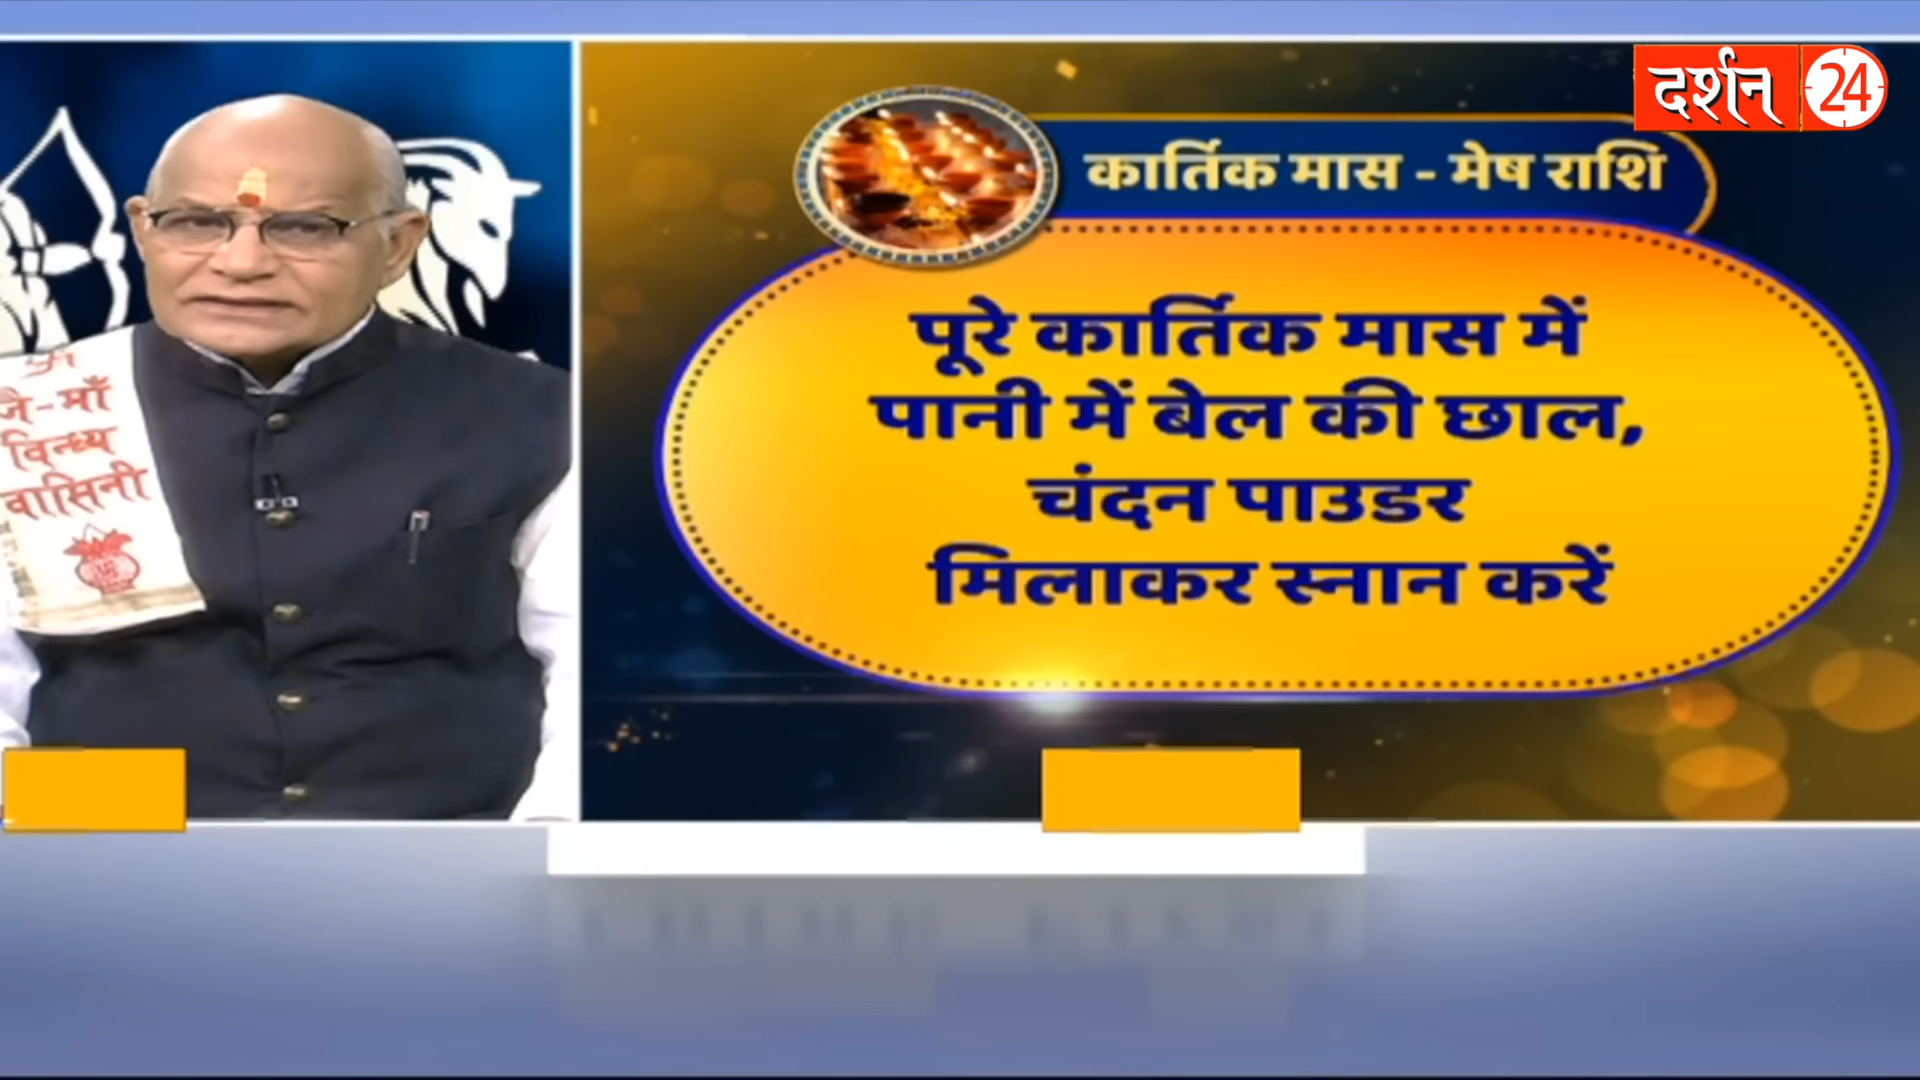 दर्शन 24
कार्तिक मास - मेष राशि
पूरे कार्तिक मास में
पानी में बेल की छाल,
चंदन पाउडर
मिलाकर स्नान करें
जै-माँ
विन्ध्य
वासिनी